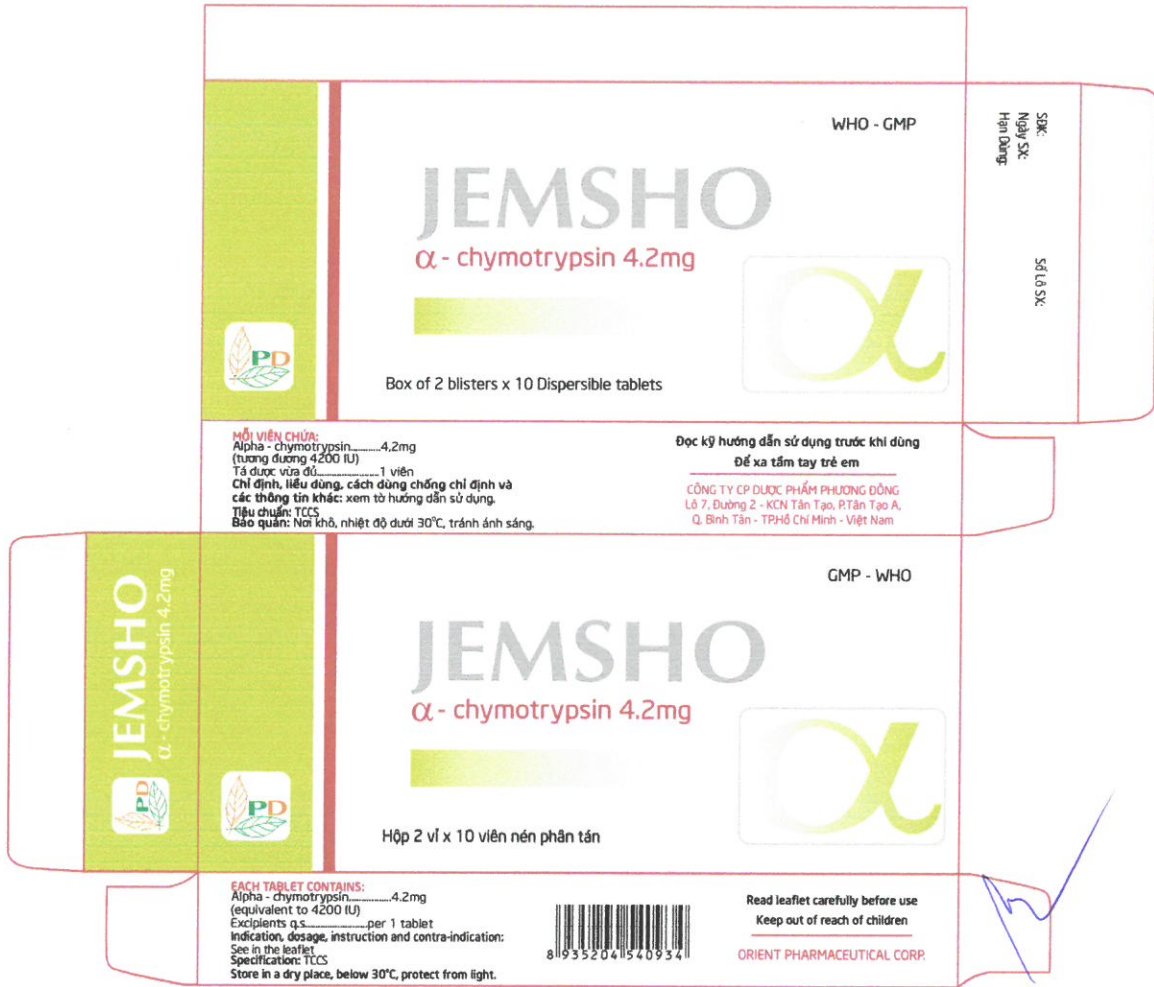 WHO - GMP
JEMSHO
α - chymotrypsin 4.2mg
PD
Box of 2 blisters x 10 Dispersible tablets
SĐK:
Ngày SX:
Hạn Dùng:
Số Lô SX:
MỖI VIÊN CHỨA:
Alpha - chymotrypsin...........4,2mg
(tương đương 4200 IU)
Tá dược vừa đủ.......................1 viên
Chỉ định, liều dùng, cách dùng chống chỉ định và
các thông tin khác: xem tờ hướng dẫn sử dụng.
Tiêu chuẩn: TCCS
Bảo quản: Nơi khô, nhiệt độ dưới 30°C, tránh ánh sáng.
Đọc kỹ hướng dẫn sử dụng trước khi dùng
Để xa tầm tay trẻ em
CÔNG TY CP DƯỢC PHẨM PHƯƠNG ĐÔNG
Lô 7, Đường 2 - KCN Tân Tạo, P.Tân Tạo A,
Q. Bình Tân - TP.Hồ Chí Minh - Việt Nam
JEMSHO
α - chymotrypsin 4.2mg
PD
GMP - WHO
JEMSHO
α - chymotrypsin 4.2mg
PD
Hộp 2 vỉ x 10 viên nén phân tán
EACH TABLET CONTAINS:
Alpha - chymotrypsin................4.2mg
(equivalent to 4200 IU)
Excipients q.s.......................per 1 tablet
Indication, dosage, instruction and contra-indication:
See in the leaflet
Specification: TCCS
Store in a dry place, below 30°C, protect from light.
8 935204 540934
Read leaflet carefully before use
Keep out of reach of children
ORIENT PHARMACEUTICAL CORP.